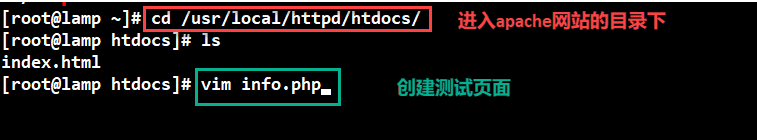 [root@lamp ~]# cd /usr/local/httpd/htdocs/ 进入apache网站的目录下
[root@lamp htdocs]# ls
index.html
[root@lamp htdocs]# vim info.php 创建测试页面